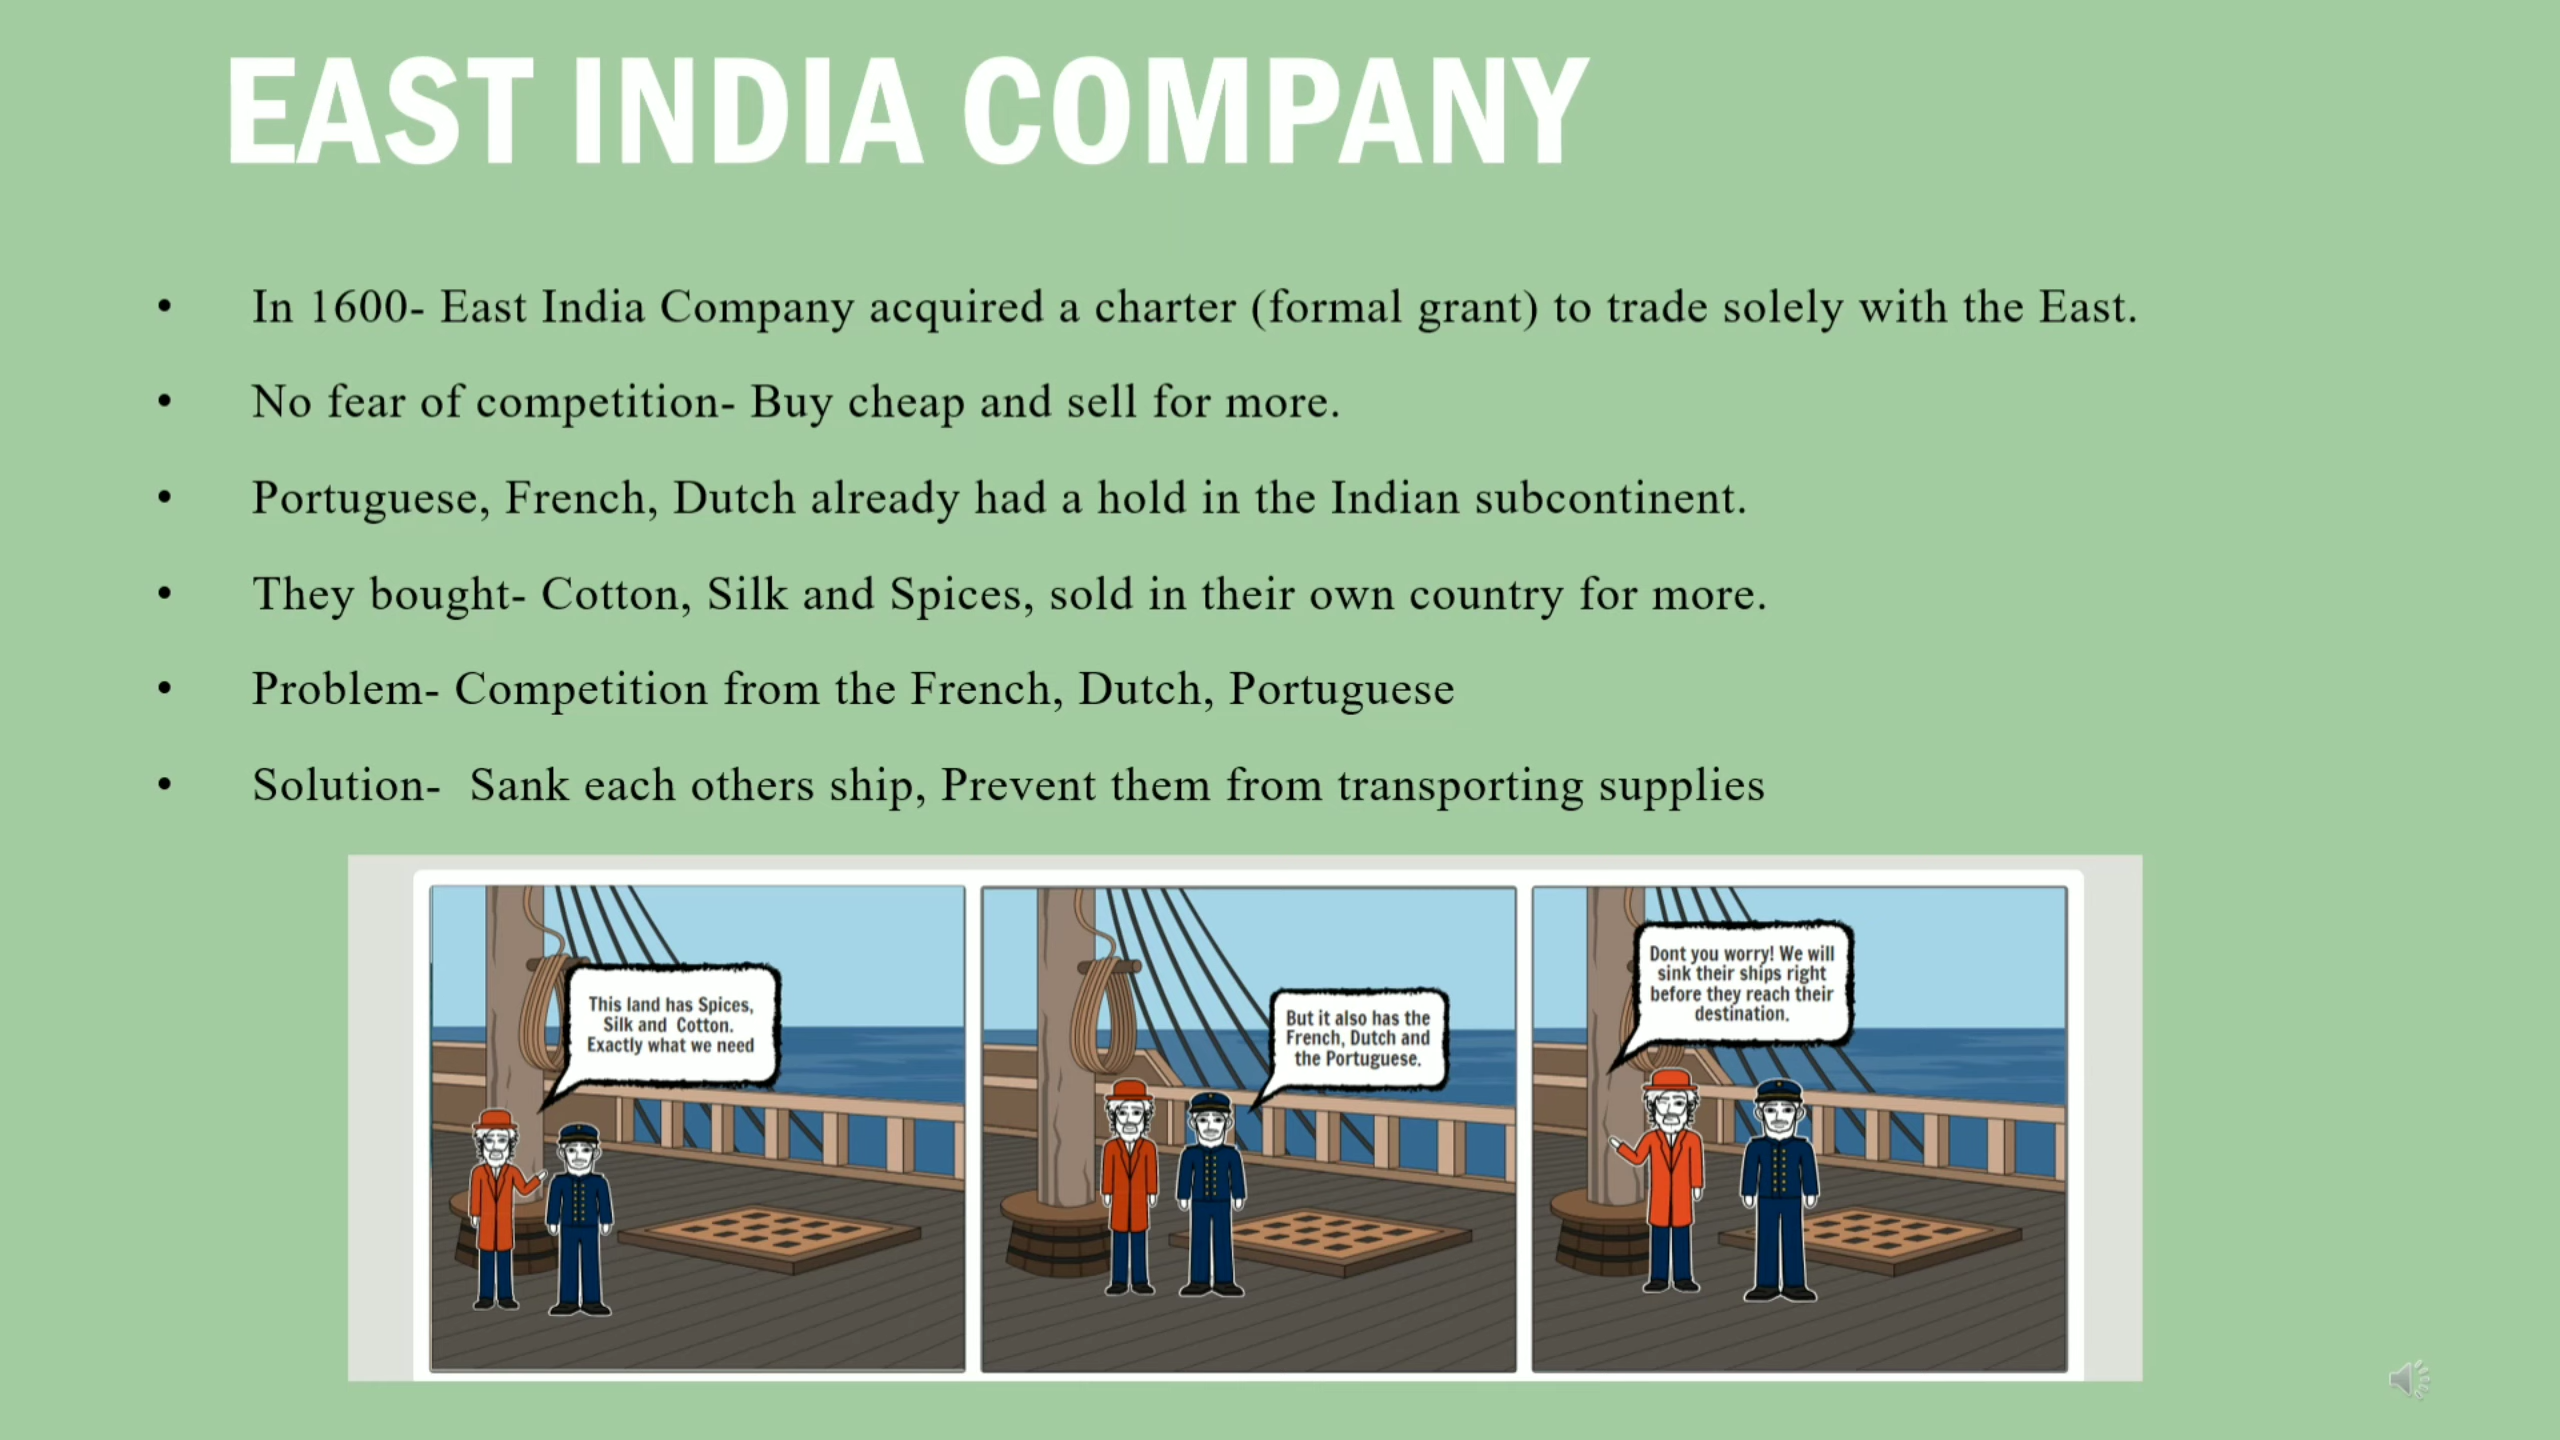 EAST INDIA COMPANY
• In 1600- East India Company acquired a charter (formal grant) to trade solely with the East.
• No fear of competition- Buy cheap and sell for more.
• Portuguese, French, Dutch already had a hold in the Indian subcontinent.
• They bought- Cotton, Silk and Spices, sold in their own country for more.
• Problem- Competition from the French, Dutch, Portuguese
• Solution-  Sank each others ship, Prevent them from transporting supplies
This land has Spices,
Silk and  Cotton.
Exactly what we need
But it also has the
French, Dutch and
the Portuguese.
Dont you worry! We will
sink their ships right
before they reach their
destination.